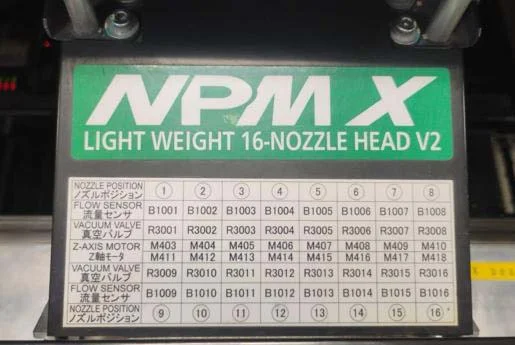 NPM X
LIGHT WEIGHT 16-NOZZLE HEAD V2
NOZZLE POSITION ① ② ③ ④ ⑤ ⑥ ⑦ ⑧
ノズルポジション
FLOW SENSOR B1001 B1002 B1003 B1004 B1005 B1006 B1007 B1008
流量センサ
VACUUM VALVE R3001 R3002 R3003 R3004 R3005 R3006 R3007 R3008
真空バルブ
Z-AXIS MOTOR M403 M404 M405 M406 M407 M408 M409 M410
Z軸モータ M411 M412 M413 M414 M415 M416 M417 M418
VACUUM VALVE R3009 R3010 R3011 R3012 R3013 R3014 R3015 R3016
真空バルブ
FLOW SENSOR B1009 B1010 B1011 B1012 B1013 B1014 B1015 B1016
流量センサ
NOZZLE POSITION ⑨ ⑩ ⑪ ⑫ ⑬ ⑭ ⑮ ⑯
ノズルポジション